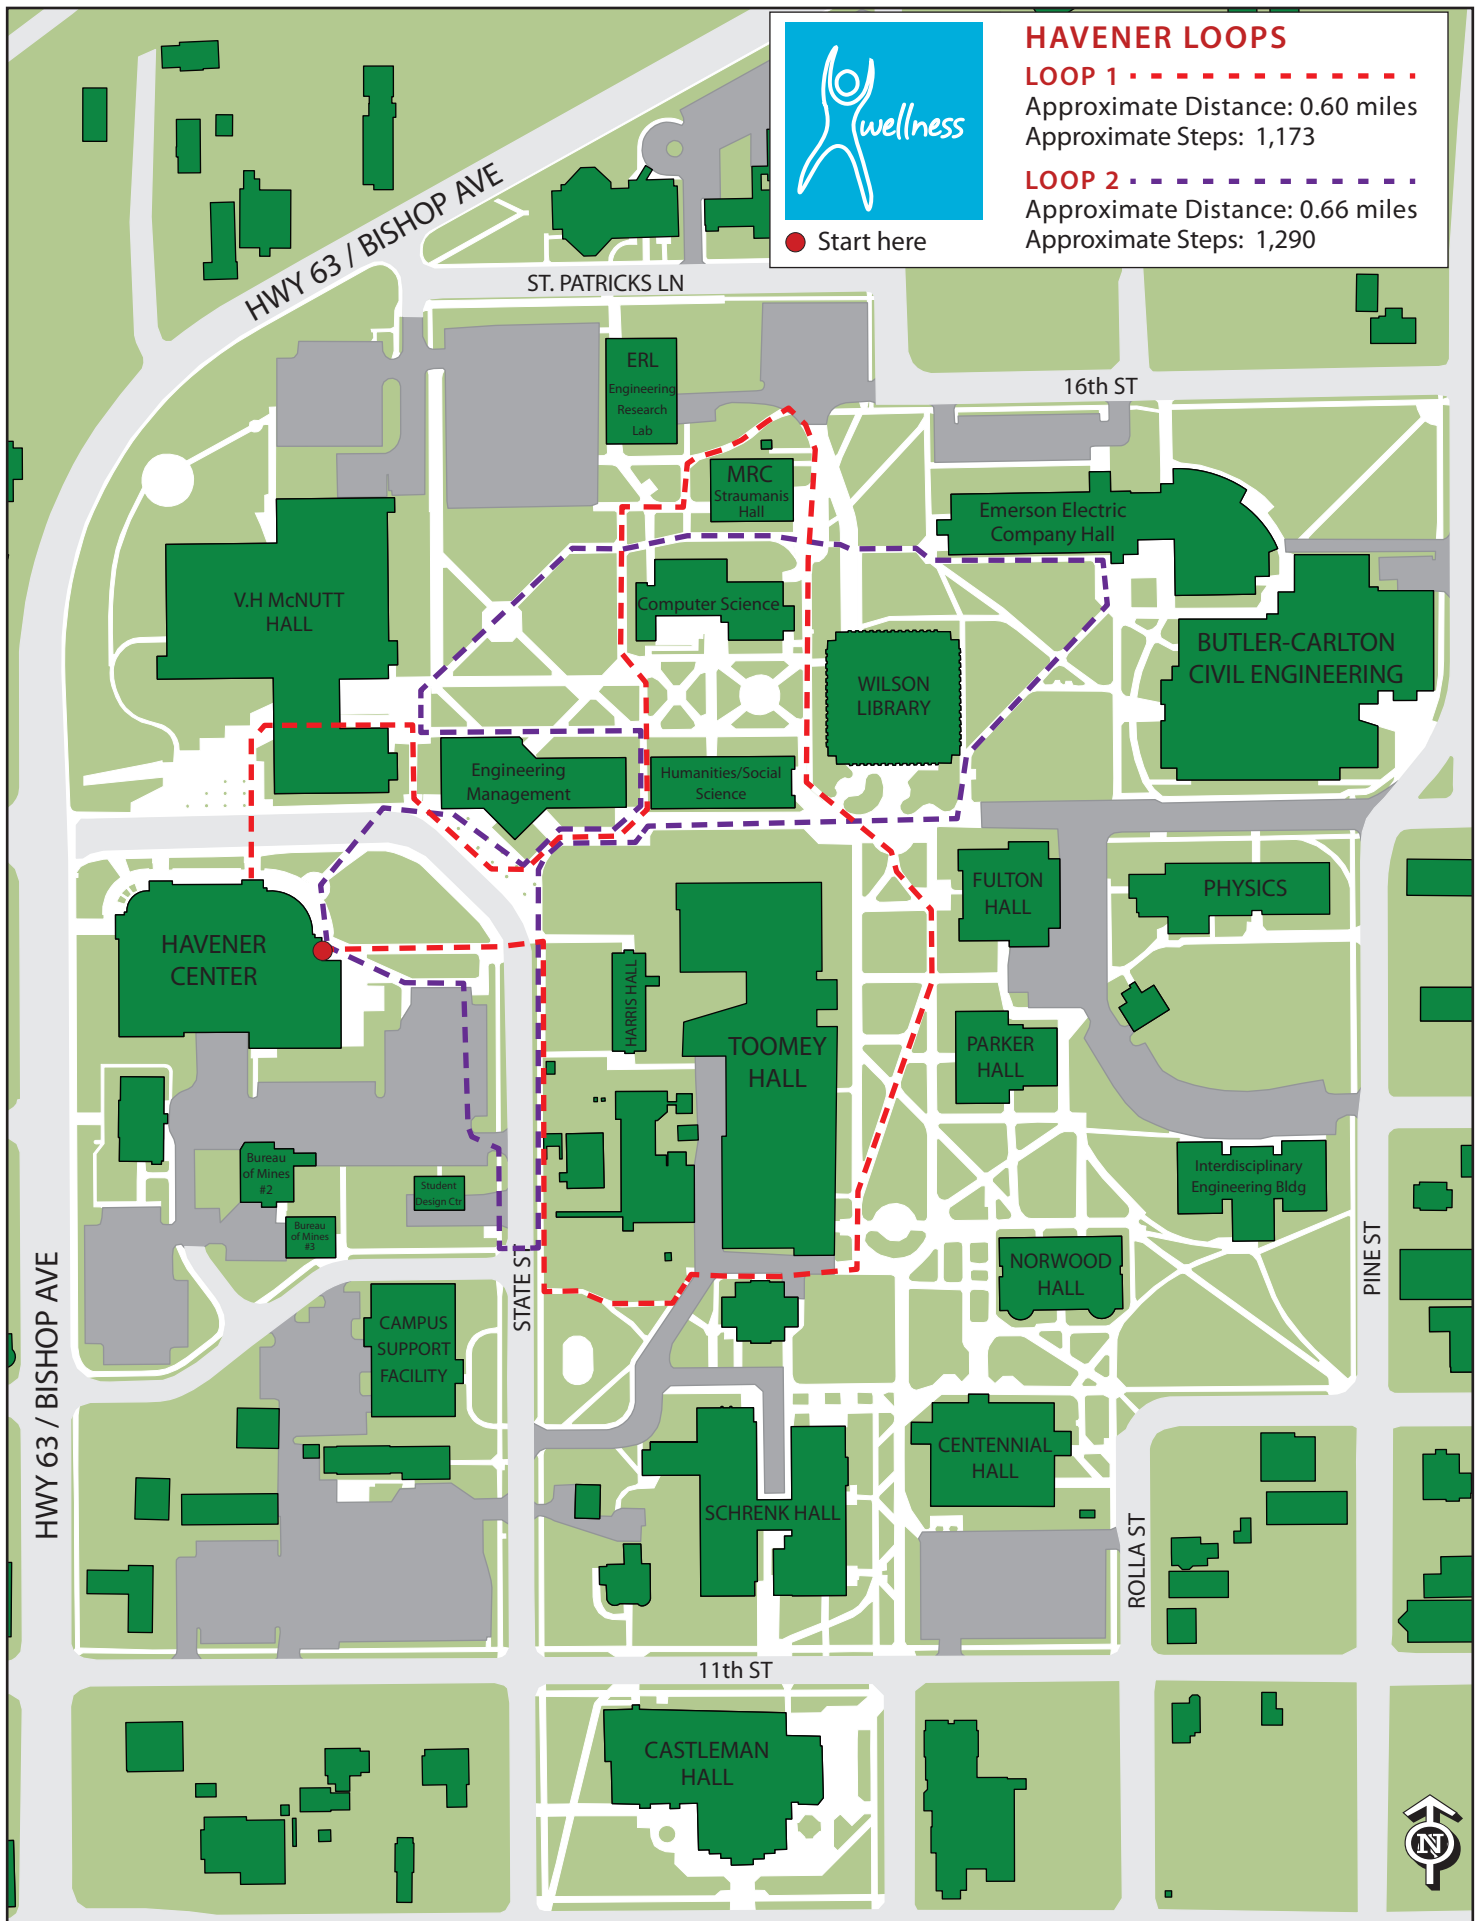 HAVENER LOOPS
LOOP 1
Approximate Distance: 0.60 miles
Approximate Steps: 1,173
LOOP 2
Approximate Distance: 0.66 miles
Approximate Steps: 1,290
wellness
Start here
HWY 63 / BISHOP AVE
ST. PATRICKS LN
16th ST
ERL
Engineering
Research
Lab
MRC
Straumanis
Hall
Emerson Electric
Company Hall
V.H McNUTT
HALL
Computer Science
BUTLER-CARLTON
CIVIL ENGINEERING
WILSON
LIBRARY
Engineering
Management
Humanities/Social
Science
FULTON
HALL
PHYSICS
HAVENER
CENTER
HARRIS HALL
TOOMEY
HALL
PARKER
HALL
Bureau
of Mines
#2
Student
Design Ctr
Interdisciplinary
Engineering Bldg
Bureau
of Mines
#3
NORWOOD
HALL
PINE ST
STATE ST
CAMPUS
SUPPORT
FACILITY
HWY 63 / BISHOP AVE
CENTENNIAL
HALL
SCHRENK HALL
ROLLA ST
11th ST
CASTLEMAN
HALL
N